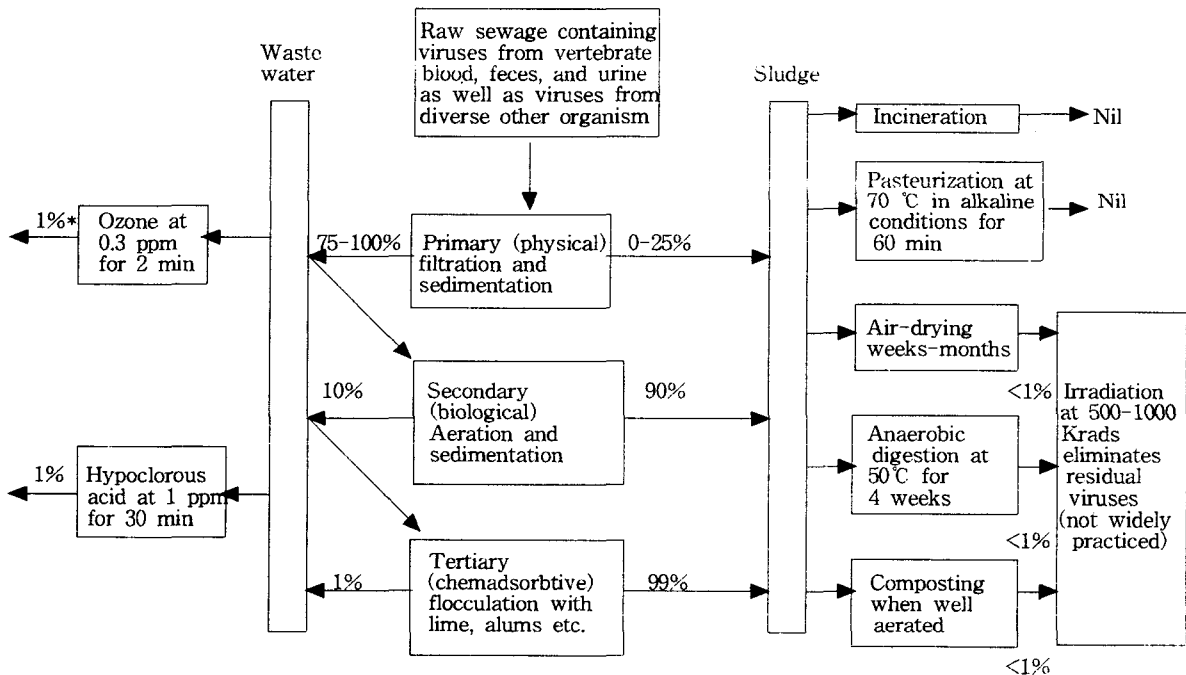 Raw sewage containing
viruses from vertebrate
blood, feces, and urine
as well as viruses from
diverse other organism
Waste
water
Sludge
Incineration
Nil
Pasteurization at
70 ℃ in alkaline
conditions for
60 min
Nil
1%*
Ozone at
0.3 ppm
for 2 min
75-100%
Primary (physical)
filtration and
sedimentation
0-25%
Air-drying
weeks-months
<1%
10%
Secondary
(biological)
Aeration and
sedimentation
90%
Anaerobic
digestion at
50℃ for
4 weeks
<1%
Irradiation
at 500-1000
Krads
eliminates
residual
viruses
(not widely
practiced)
1%
Hypoclorous
acid at 1 ppm
for 30 min
1%
Tertiary
(chemadsorbtive)
flocculation with
lime, alums etc.
99%
Composting
when well
aerated
<1%